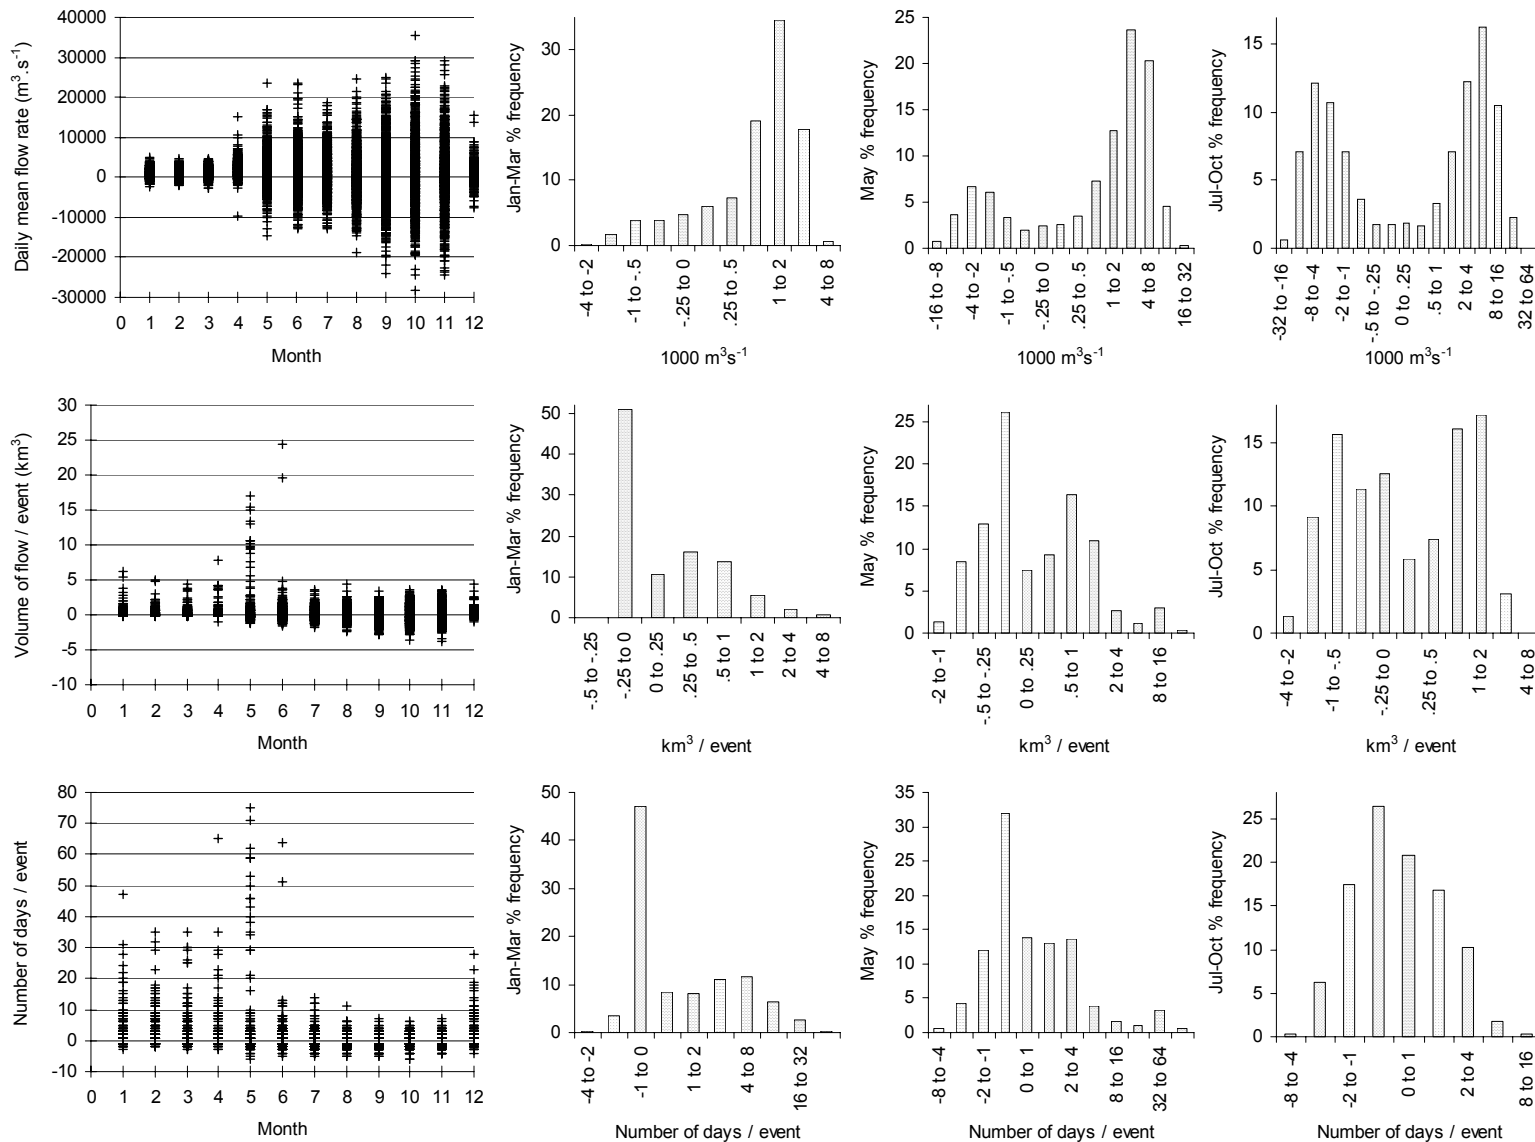 40000
30000
20000
10000
0
-10000
-20000
-30000
Daily mean flow rate (m³.s⁻¹)
0 1 2 3 4 5 6 7 8 9 10 11 12
Month
30
20
10
0
Jan-Mar % frequency
-4 to -2
-1 to -.5
-.25 to 0
.25 to .5
1 to 2
4 to 8
1000 m³s⁻¹
25
20
15
10
5
0
May % frequency
-16 to -8
-4 to -2
-1 to -.5
-.25 to 0
.25 to .5
1 to 2
4 to 8
16 to 32
1000 m³s⁻¹
15
10
5
0
Jul-Oct % frequency
-32 to -16
-8 to -4
-2 to -1
-.5 to -.25
0 to .25
.5 to 1
2 to 4
8 to 16
32 to 64
1000 m³s⁻¹
30
25
20
15
10
5
0
-5
-10
Volume of flow / event (km³)
0 1 2 3 4 5 6 7 8 9 10 11 12
Month
50
40
30
20
10
0
Jan-Mar % frequency
-.5 to -.25
-.25 to 0
0 to .25
.25 to .5
.5 to 1
1 to 2
2 to 4
4 to 8
km³ / event
25
20
15
10
5
0
May % frequency
-2 to -1
-.5 to -.25
0 to .25
.5 to 1
2 to 4
8 to 16
km³ / event
15
10
5
0
Jul-Oct % frequency
-4 to -2
-1 to -.5
-.25 to 0
.25 to .5
1 to 2
4 to 8
km³ / event
80
70
60
50
40
30
20
10
0
-10
Number of days / event
0 1 2 3 4 5 6 7 8 9 10 11 12
Month
50
40
30
20
10
0
Jan-Mar % frequency
-4 to -2
-1 to 0
1 to 2
4 to 8
16 to 32
Number of days / event
35
30
25
20
15
10
5
0
May % frequency
-8 to -4
-2 to -1
0 to 1
2 to 4
8 to 16
32 to 64
Number of days / event
25
20
15
10
5
0
Jul-Oct % frequency
-8 to -4
-2 to -1
0 to 1
2 to 4
8 to 16
Number of days / event